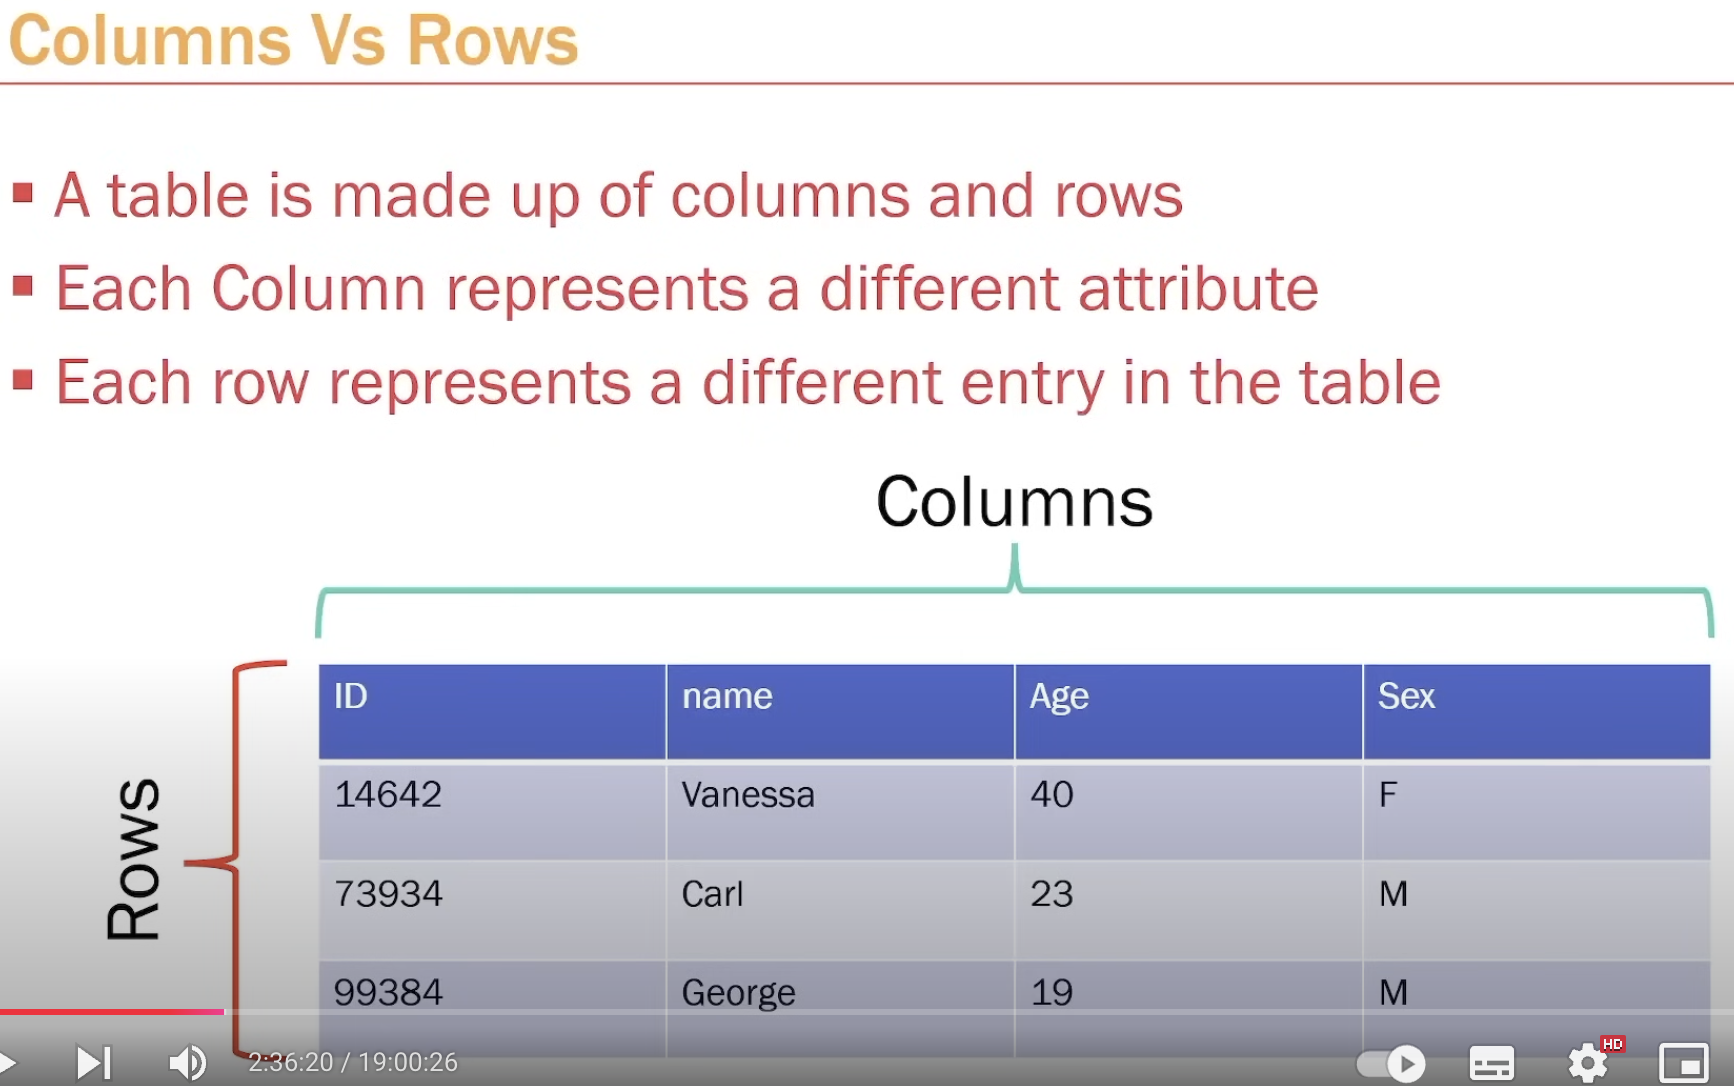 Columns Vs Rows
A table is made up of columns and rows
Each Column represents a different attribute
Each row represents a different entry in the table
Columns
Rows
ID name Age Sex
14642 Vanessa 40 F
73934 Carl 23 M
99384 George 19 M
2:36:20 / 19:00:26
HD